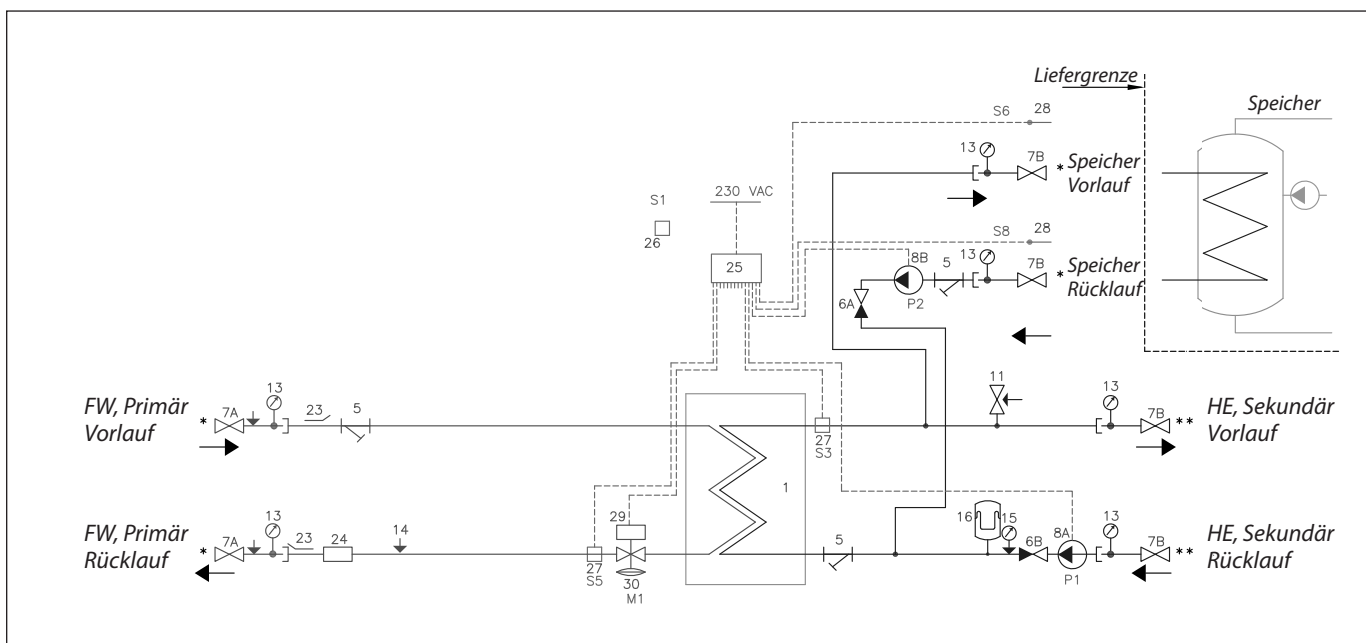 Liefergrenze
Speicher
S6
28
13
7B
* Speicher
Vorlauf
230 VAC
S1
26
25
S8
28
13
8B
5
7B
* Speicher
Rücklauf
6A
P2
11
FW, Primär
Vorlauf
*
7A
13
23
5
27
S3
13
7B
**
HE, Sekundär
Vorlauf
1
FW, Primär
Rücklauf
*
7A
13
23
24
14
27
S5
29
30
M1
5
16
15
6B
8A
P1
13
7B
**
HE, Sekundär
Rücklauf